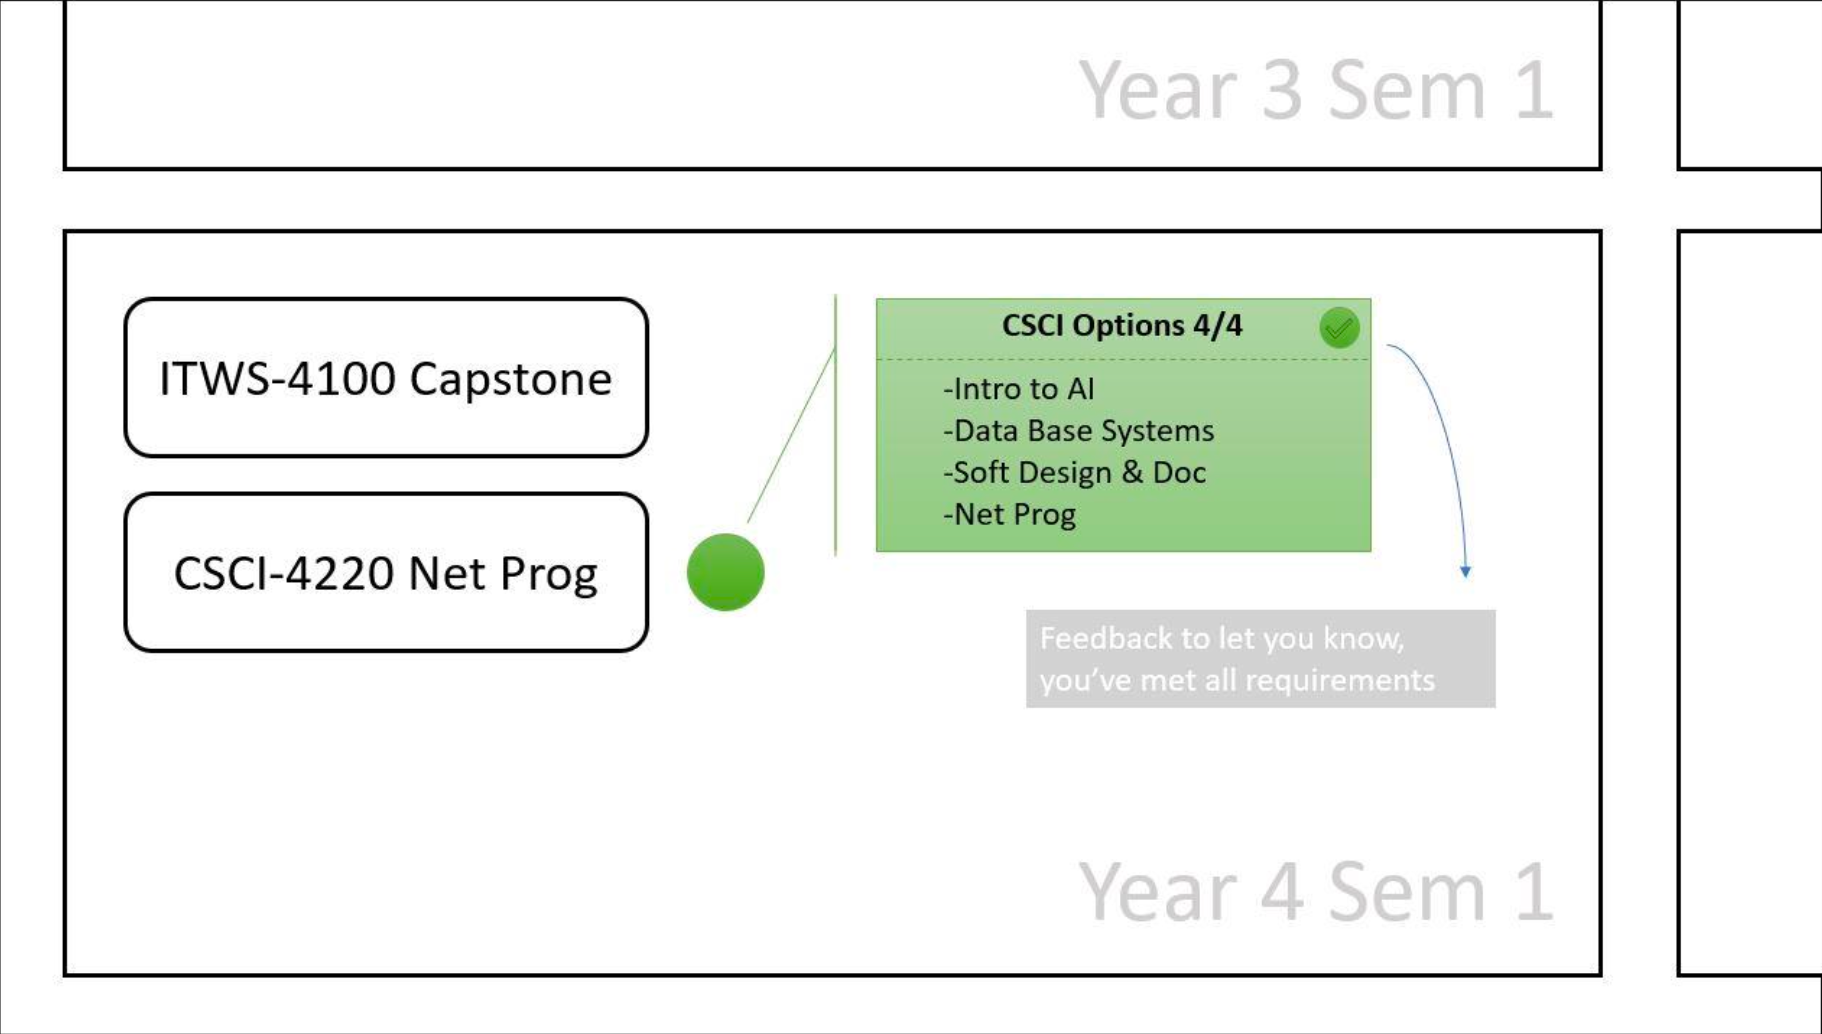 Year 3 Sem 1
ITWS-4100 Capstone
CSCI-4220 Net Prog
CSCI Options 4/4
-Intro to AI
-Data Base Systems
-Soft Design & Doc
-Net Prog
Feedback to let you know,
you’ve met all requirements
Year 4 Sem 1